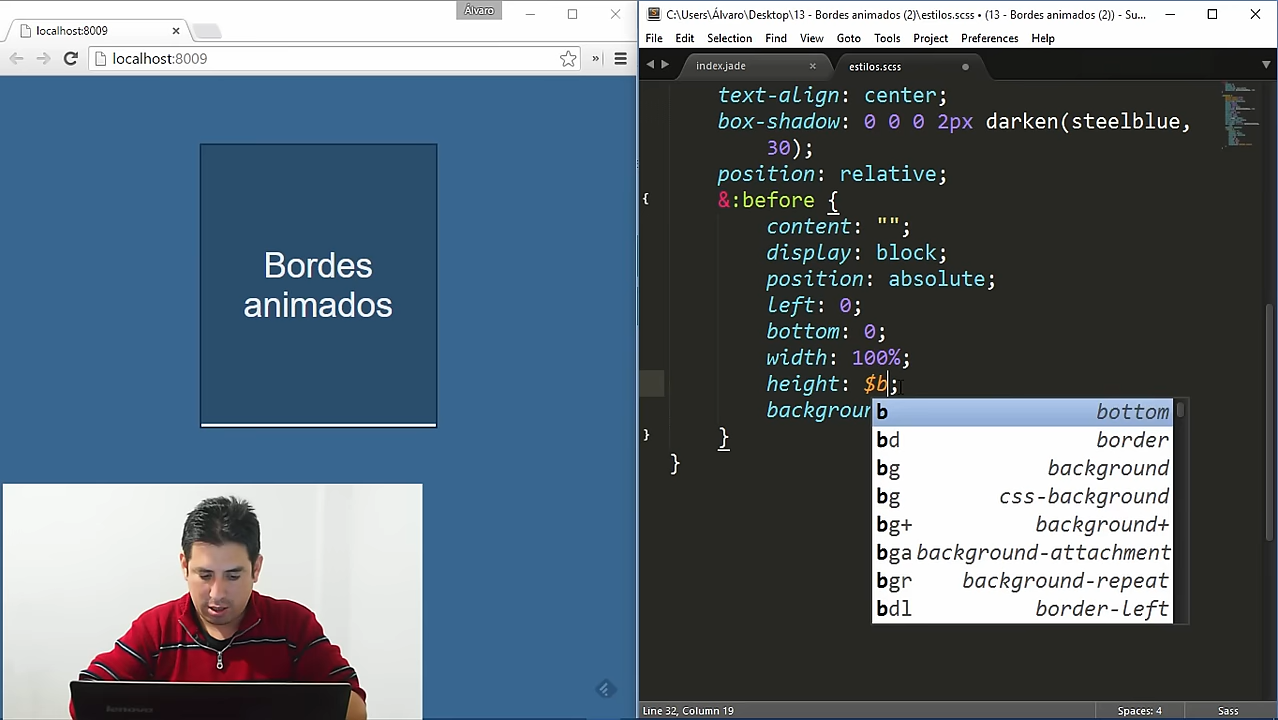 Álvaro
localhost:8009
localhost:8009
»
Bordes
animados
C:\Users\Álvaro\Desktop\13 - Bordes animados (2)\estilos.scss • (13 - Bordes animados (2)) - Su...
File Edit Selection Find View Goto Tools Project Preferences Help
index.jade
estilos.scss
text-align: center;
box-shadow: 0 0 0 2px darken(steelblue,
30);
position: relative;
{ &:before {
content: "";
display: block;
position: absolute;
left: 0;
bottom: 0;
width: 100%;
height: $b;
backgroun
b bottom
bd border
bg background
bg css-background
bg+ background+
bga background-attachment
bgr background-repeat
bdl border-left
} }
}
lenovo
Line 32, Column 19 Spaces: 4 Sass